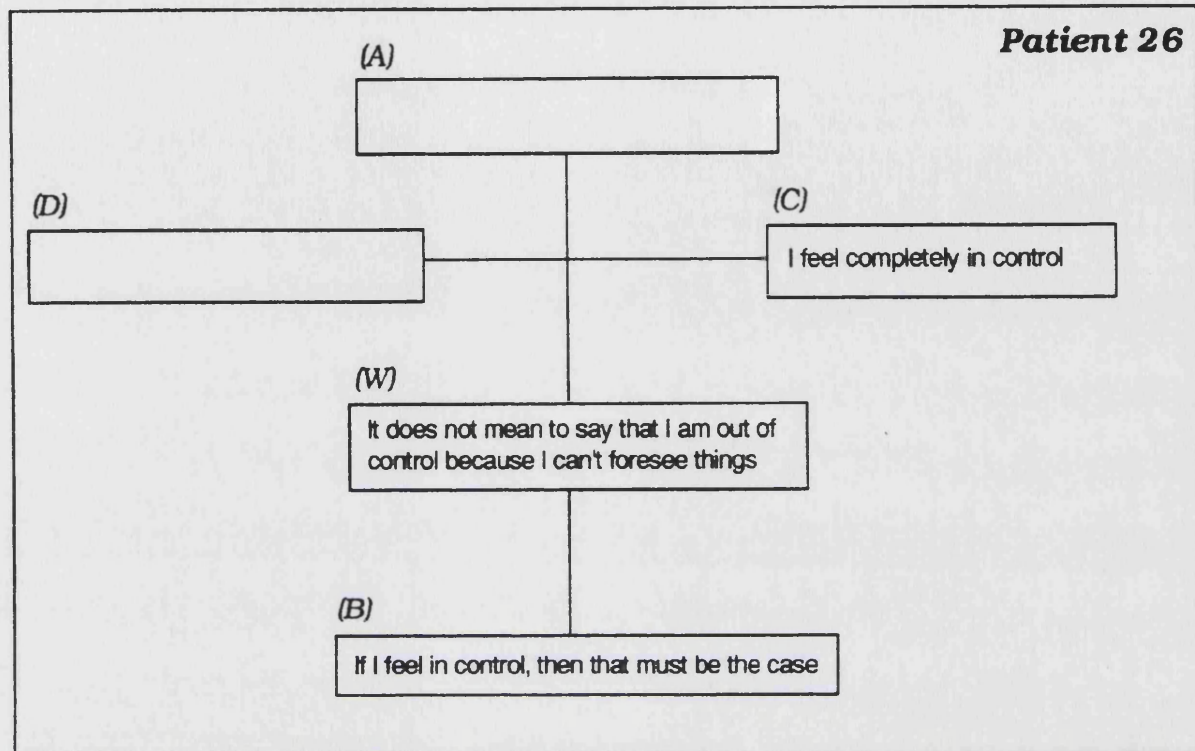 Patient 26
(A)
(D)
(C)
I feel completely in control
(W)
It does not mean to say that I am out of
control because I can't foresee things
(B)
If I feel in control, then that must be the case